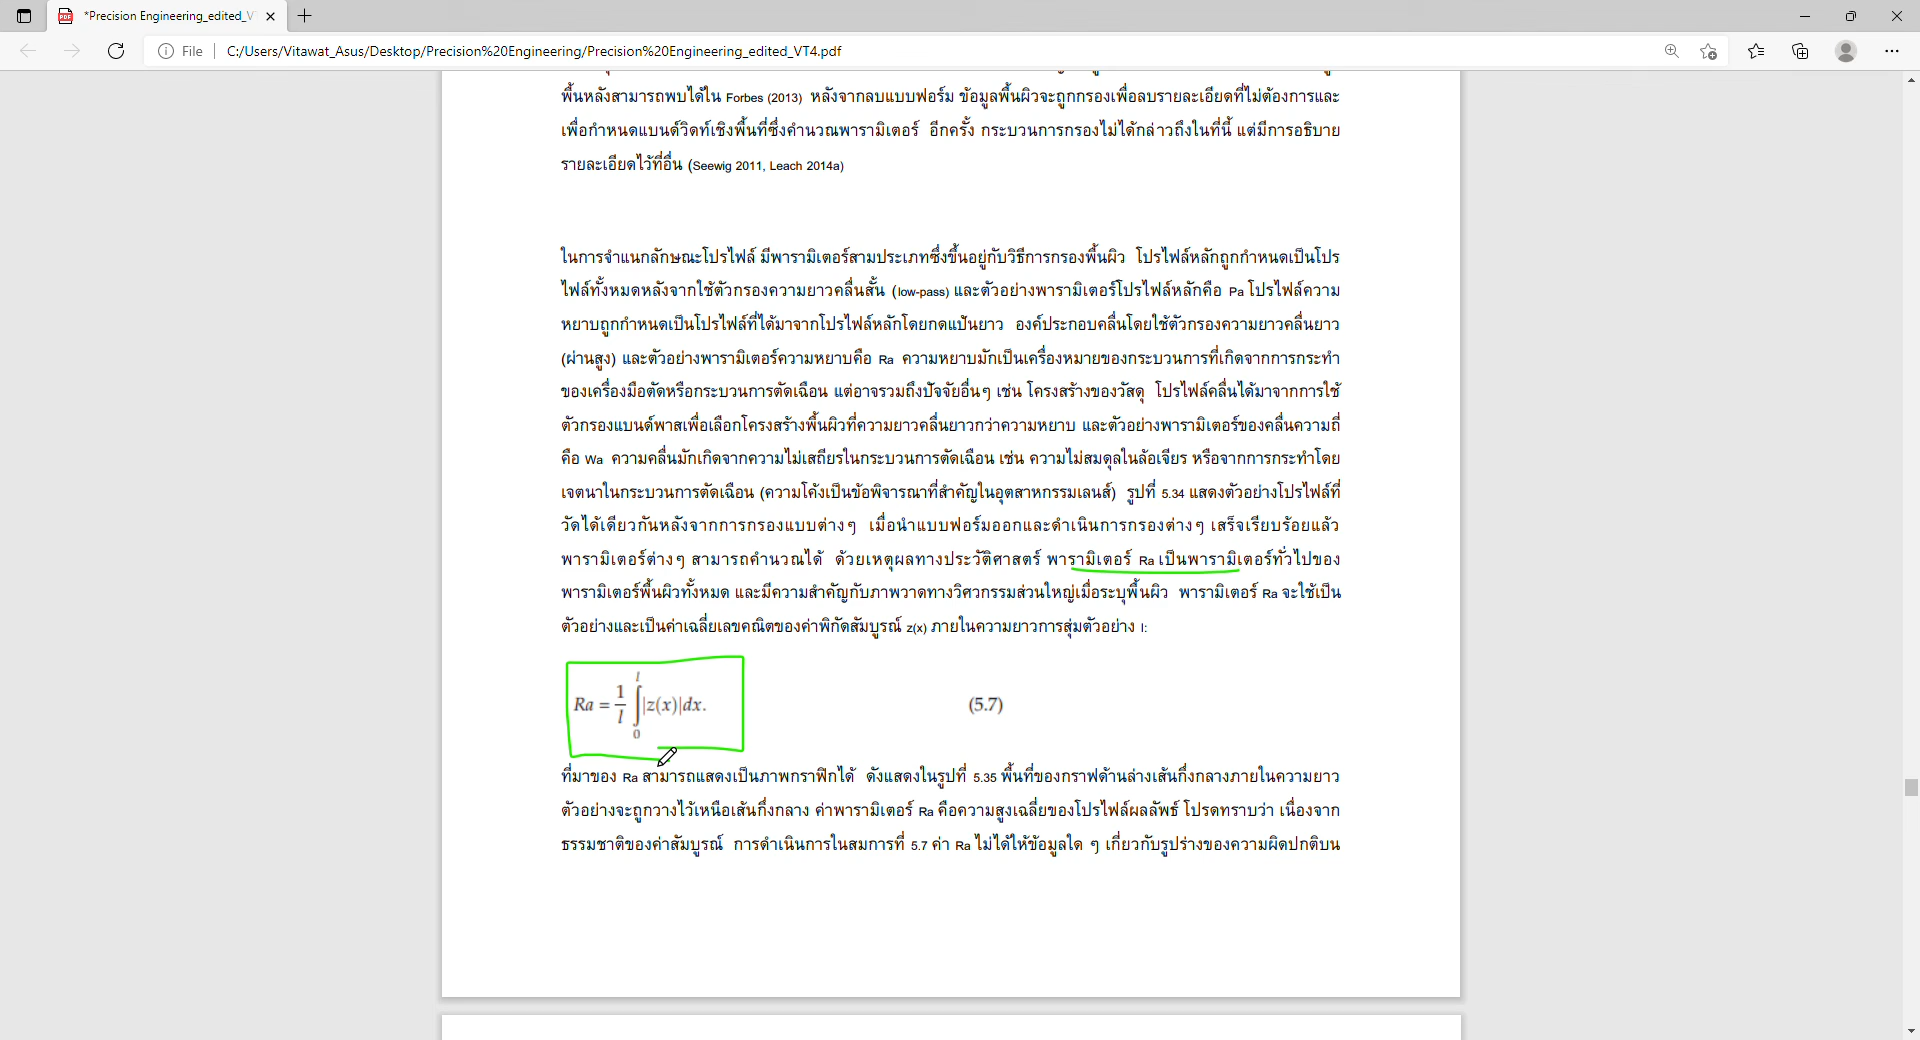 *Precision Engineering_edited_V
File
C:/Users/Vitawat_Asus/Desktop/Precision%20Engineering/Precision%20Engineering_edited_VT4.pdf
พื้นหลังสามารถพบได้ใน Forbes (2013) หลังจากลบแบบฟอร์ม ข้อมูลพื้นผิวจะถูกกรองเพื่อลบรายละเอียดที่ไม่ต้องการและ
เพื่อกำหนดแบนด์วิดท์เชิงพื้นที่ซึ่งคำนวณพารามิเตอร์ อีกครั้ง กระบวนการกรองไม่ได้กล่าวถึงในที่นี้ แต่มีการอธิบาย
รายละเอียดไว้ที่อื่น (Seewig 2011, Leach 2014a)
ในการจำแนกลักษณะโปรไฟล์ มีพารามิเตอร์สามประเภทซึ่งขึ้นอยู่กับวิธีการกรองพื้นผิว โปรไฟล์หลักถูกกำหนดเป็นโปร
ไฟล์ทั้งหมดหลังจากใช้ตัวกรองความยาวคลื่นสั้น (low-pass) และตัวอย่างพารามิเตอร์โปรไฟล์หลักคือ Pa โปรไฟล์ความ
หยาบถูกกำหนดเป็นโปรไฟล์ที่ได้มาจากโปรไฟล์หลักโดยกดแป้นยาว องค์ประกอบคลื่นโดยใช้ตัวกรองความยาวคลื่นยาว
(ผ่านสูง) และตัวอย่างพารามิเตอร์ความหยาบคือ Ra ความหยาบมักเป็นเครื่องหมายของกระบวนการที่เกิดจากการกระทำ
ของเครื่องมือตัดหรือกระบวนการตัดเฉือน แต่อาจรวมถึงปัจจัยอื่นๆ เช่น โครงสร้างของวัสดุ โปรไฟล์คลื่นได้มาจากการใช้
ตัวกรองแบนด์พาสเพื่อเลือกโครงสร้างพื้นผิวที่ความยาวคลื่นยาวกว่าความหยาบ และตัวอย่างพารามิเตอร์ของคลื่นความถี่
คือ Wa ความคลื่นมักเกิดจากความไม่เสถียรในกระบวนการตัดเฉือน เช่น ความไม่สมดุลในล้อเจียร หรือจากการกระทำโดย
เจตนาในกระบวนการตัดเฉือน (ความโค้งเป็นข้อพิจารณาที่สำคัญในอุตสาหกรรมเลนส์) รูปที่ 5.34 แสดงตัวอย่างโปรไฟล์ที่
วัดได้เดียวกันหลังจากการกรองแบบต่างๆ เมื่อนำแบบฟอร์มออกและดำเนินการกรองต่างๆ เสร็จเรียบร้อยแล้ว
พารามิเตอร์ต่างๆ สามารถคำนวณได้ ด้วยเหตุผลทางประวัติศาสตร์ พารามิเตอร์ Ra เป็นพารามิเตอร์ทั่วไปของ
พารามิเตอร์พื้นผิวทั้งหมด และมีความสำคัญกับภาพวาดทางวิศวกรรมส่วนใหญ่เมื่อระบุพื้นผิว พารามิเตอร์ Ra จะใช้เป็น
ตัวอย่างและเป็นค่าเฉลี่ยเลขคณิตของค่าพิกัดสัมบูรณ์ z(x) ภายในความยาวการสุ่มตัวอย่าง l:
Ra = 1/l ∫₀ˡ |z(x)|dx. (5.7)
ที่มาของ Ra สามารถแสดงเป็นภาพกราฟิกได้ ดังแสดงในรูปที่ 5.35 พื้นที่ของกราฟด้านล่างเส้นกึ่งกลางภายในความยาว
ตัวอย่างจะถูกวางไว้เหนือเส้นกึ่งกลาง ค่าพารามิเตอร์ Ra คือความสูงเฉลี่ยของโปรไฟล์ผลลัพธ์ โปรดทราบว่า เนื่องจาก
ธรรมชาติของค่าสัมบูรณ์ การดำเนินการในสมการที่ 5.7 ค่า Ra ไม่ได้ให้ข้อมูลใด ๆ เกี่ยวกับรูปร่างของความผิดปกติบน